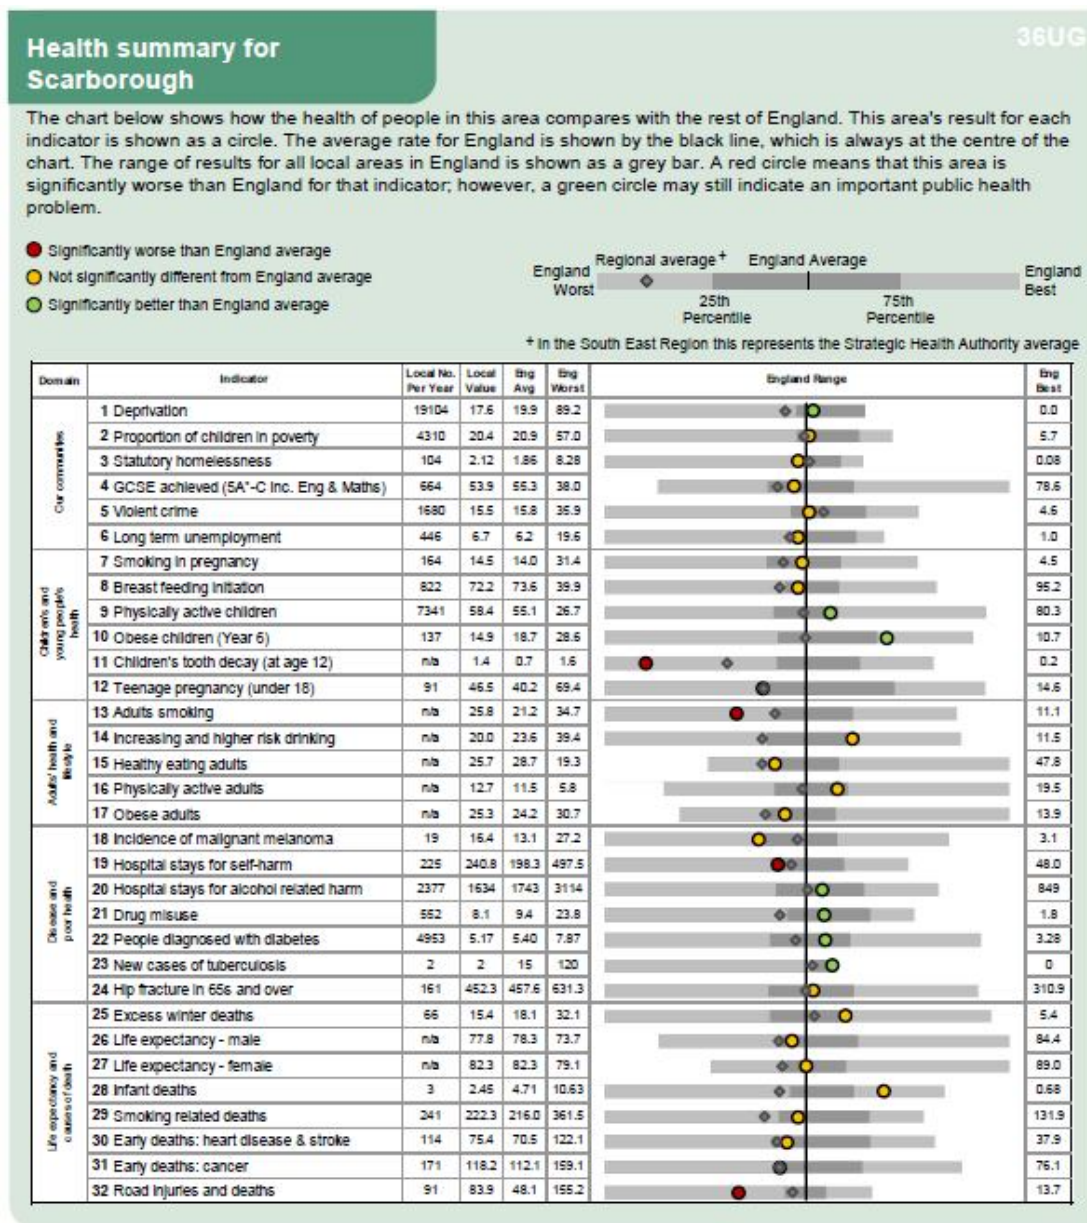 Health summary for
Scarborough
36UG
The chart below shows how the health of people in this area compares with the rest of England. This area's result for each
indicator is shown as a circle. The average rate for England is shown by the black line, which is always at the centre of the
chart. The range of results for all local areas in England is shown as a grey bar. A red circle means that this area is
significantly worse than England for that indicator; however, a green circle may still indicate an important public health
problem.
Significantly worse than England average
Not significantly different from England average
Significantly better than England average
Regional average+ England Average
England Worst
England Best
25th Percentile
75th Percentile
+ In the South East Region this represents the Strategic Health Authority average
Domain Indicator Local No. Per Year Local Value Eng Avg Eng Worst England Range Eng Best
Our communities
1 Deprivation 19104 17.6 19.9 89.2 0.0
2 Proportion of children in poverty 4310 20.4 20.9 57.0 5.7
3 Statutory homelessness 104 2.12 1.86 8.28 0.08
4 GCSE achieved (5A*-C inc. Eng & Maths) 664 53.9 55.3 38.0 78.6
5 Violent crime 1680 15.5 15.8 35.9 4.6
6 Long term unemployment 446 6.7 6.2 19.6 1.0
Children's and young people's health
7 Smoking in pregnancy 164 14.5 14.0 31.4 4.5
8 Breast feeding initiation 822 72.2 73.6 39.9 95.2
9 Physically active children 7341 58.4 55.1 26.7 80.3
10 Obese children (Year 6) 137 14.9 18.7 28.6 10.7
11 Children's tooth decay (at age 12) n/a 1.4 0.7 1.6 0.2
12 Teenage pregnancy (under 18) 91 46.5 40.2 69.4 14.6
Adults' health and lifestyle
13 Adults smoking n/a 25.8 21.2 34.7 11.1
14 Increasing and higher risk drinking n/a 20.0 23.6 39.4 11.5
15 Healthy eating adults n/a 25.7 28.7 19.3 47.8
16 Physically active adults n/a 12.7 11.5 5.8 19.5
17 Obese adults n/a 25.3 24.2 30.7 13.9
Disease and poor health
18 Incidence of malignant melanoma 19 16.4 13.1 27.2 3.1
19 Hospital stays for self-harm 225 240.8 198.3 497.5 48.0
20 Hospital stays for alcohol related harm 2377 1634 1743 3114 849
21 Drug misuse 552 8.1 9.4 23.8 1.8
22 People diagnosed with diabetes 4953 5.17 5.40 7.87 3.28
23 New cases of tuberculosis 2 2 15 120 0
24 Hip fracture in 65s and over 161 452.3 457.6 631.3 310.9
Life expectancy and causes of death
25 Excess winter deaths 66 15.4 18.1 32.1 5.4
26 Life expectancy - male n/a 77.8 78.3 73.7 84.4
27 Life expectancy - female n/a 82.3 82.3 79.1 89.0
28 Infant deaths 3 2.45 4.71 10.63 0.68
29 Smoking related deaths 241 222.3 216.0 361.5 131.9
30 Early deaths: heart disease & stroke 114 75.4 70.5 122.1 37.9
31 Early deaths: cancer 171 118.2 112.1 159.1 76.1
32 Road injuries and deaths 91 83.9 48.1 155.2 13.7